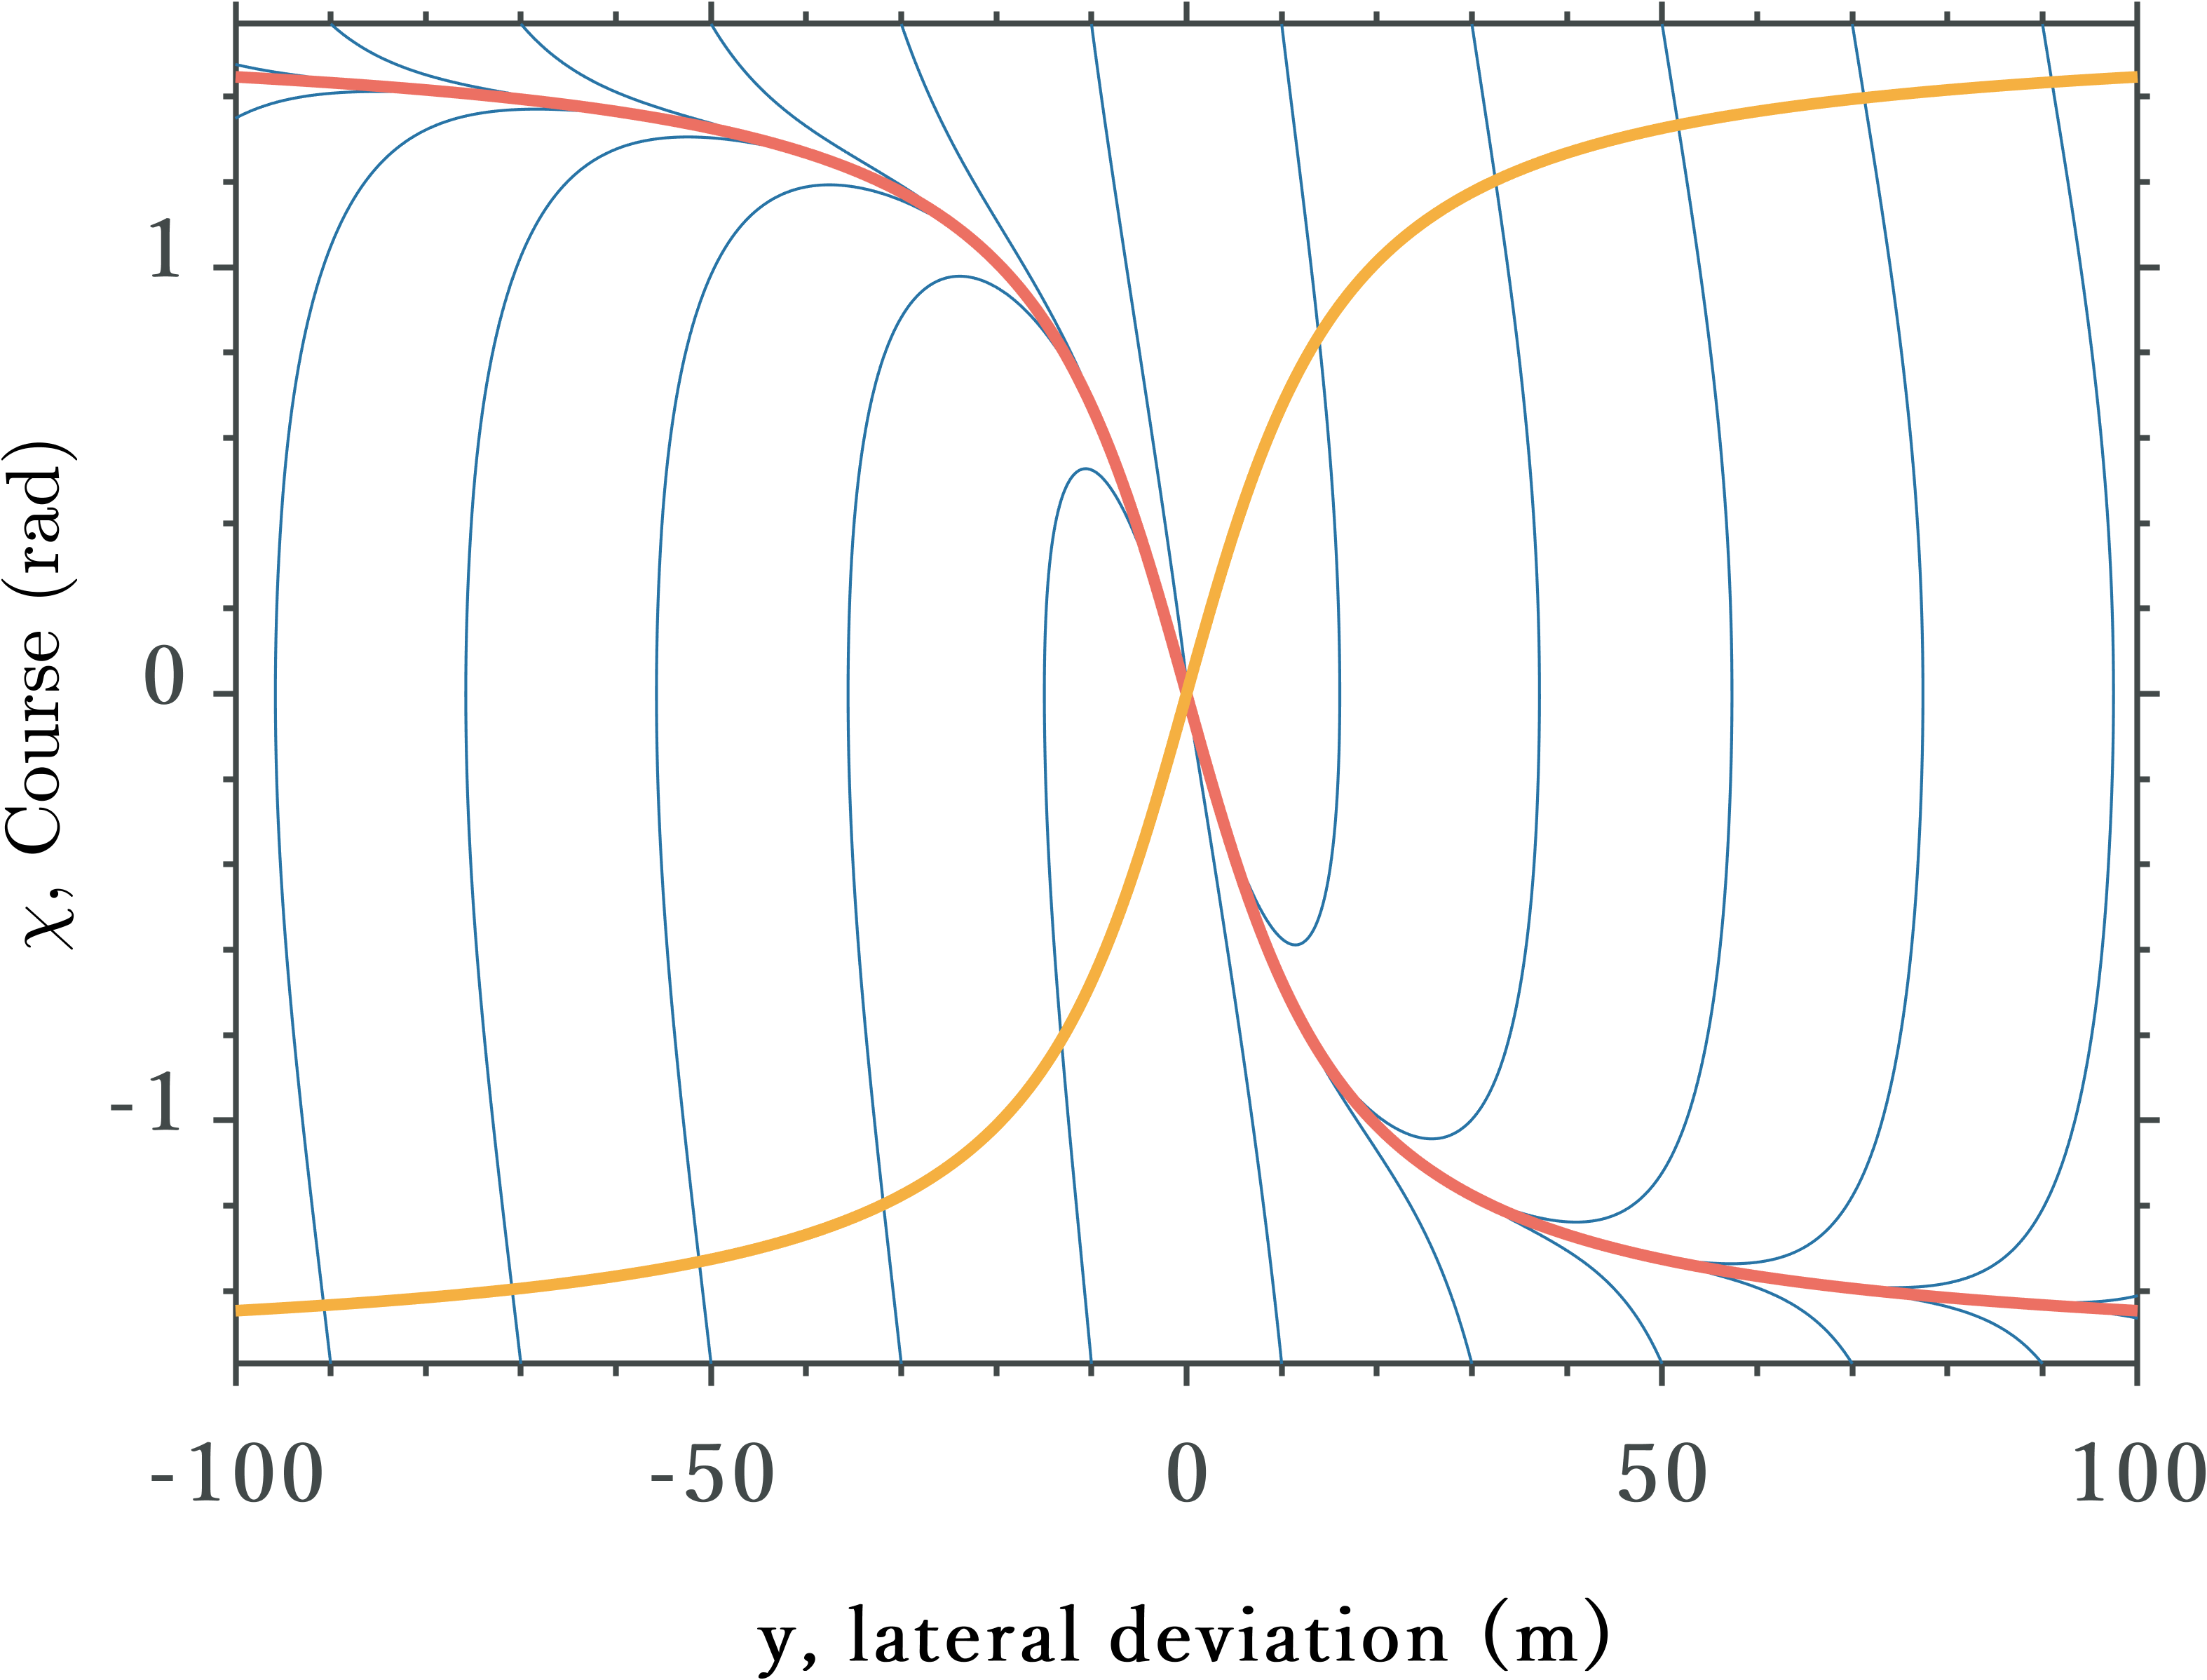 χ, Course (rad)
1
0
-1
-100 -50 0 50 100
y, lateral deviation (m)